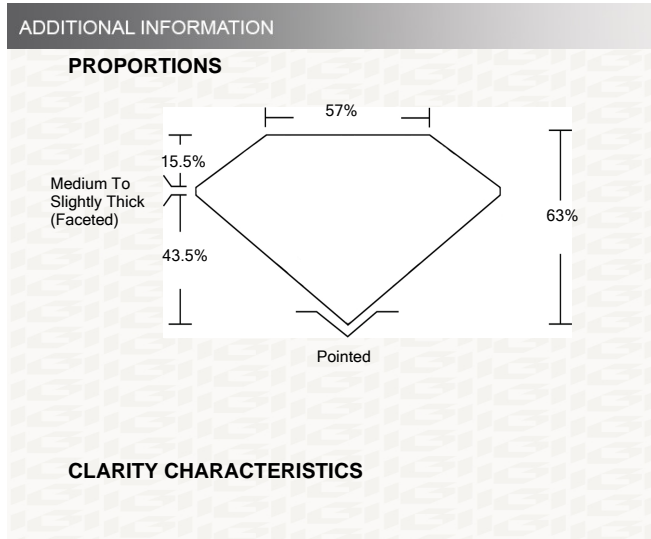 ADDITIONAL INFORMATION
PROPORTIONS
57%
15.5%
Medium To
Slightly Thick
(Faceted)
63%
43.5%
Pointed
CLARITY CHARACTERISTICS